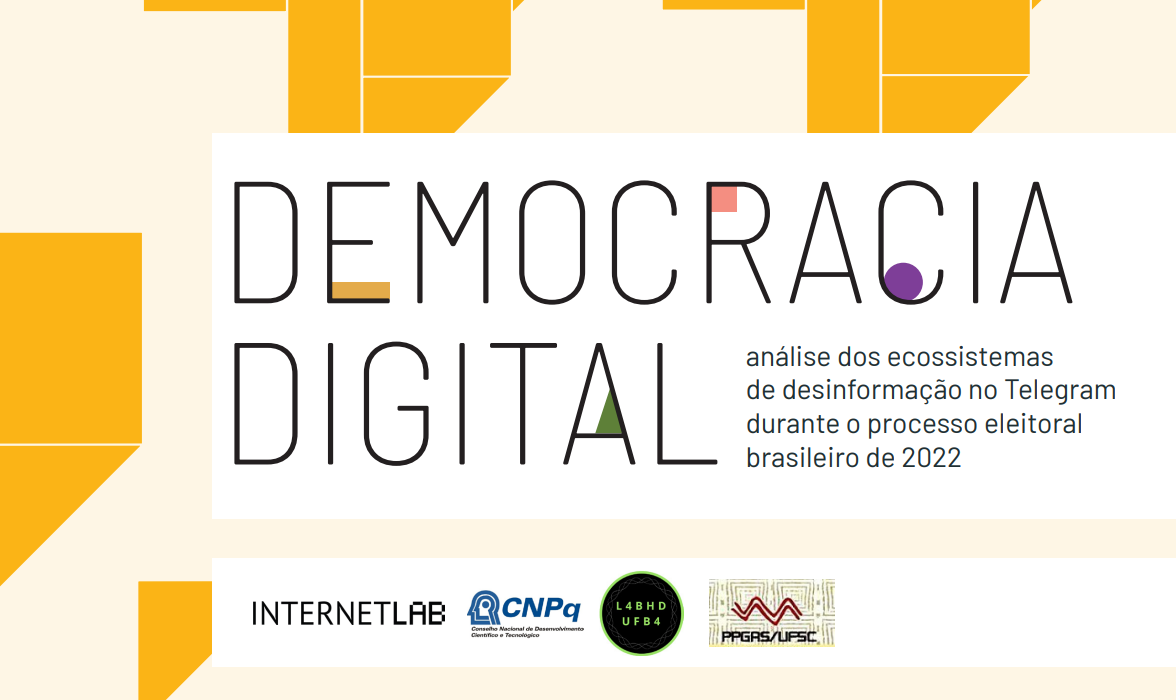 DEMOCRACIA
DIGITAL
análise dos ecossistemas
de desinformação no Telegram
durante o processo eleitoral
brasileiro de 2022
INTERNETLAB
CNPq
Conselho Nacional de Desenvolvimento
Científico e Tecnológico
L4BHD
UFB4
PPGAS/UFSC